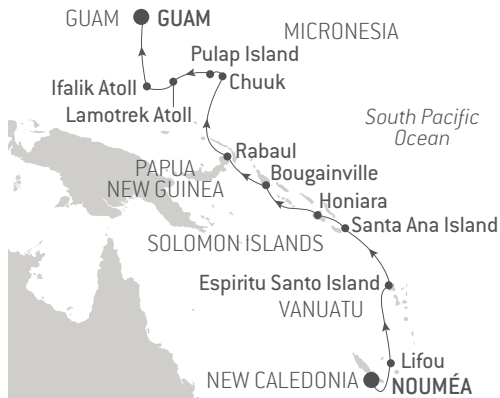 GUAM GUAM
MICRONESIA
Pulap Island
Chuuk
Ifalik Atoll
Lamotrek Atoll
South Pacific
Ocean
Rabaul
PAPUA
NEW GUINEA
Bougainville
Honiara
Santa Ana Island
SOLOMON ISLANDS
Espiritu Santo Island
VANUATU
Lifou
NEW CALEDONIA
NOUMÉA